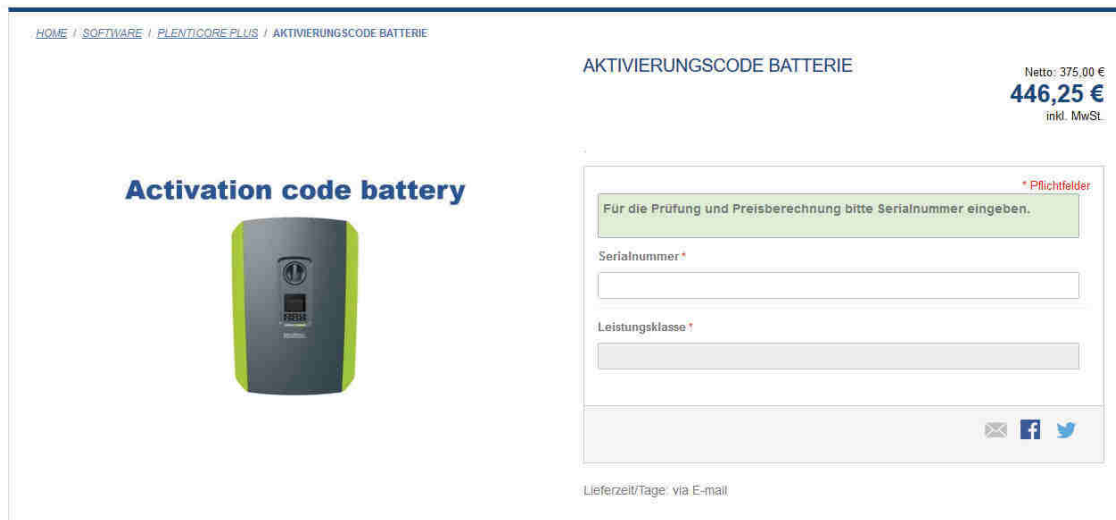 HOME / SOFTWARE / PLENTICORE PLUS / AKTIVIERUNGSCODE BATTERIE
Activation code battery
AKTIVIERUNGSCODE BATTERIE
Netto: 375,00 €
446,25 €
inkl. MwSt.
* Pflichtfelder
Für die Prüfung und Preisberechnung bitte Serialnummer eingeben.
Serialnummer *
Leistungsklasse *
Lieferzeit/Tage: via E-mail